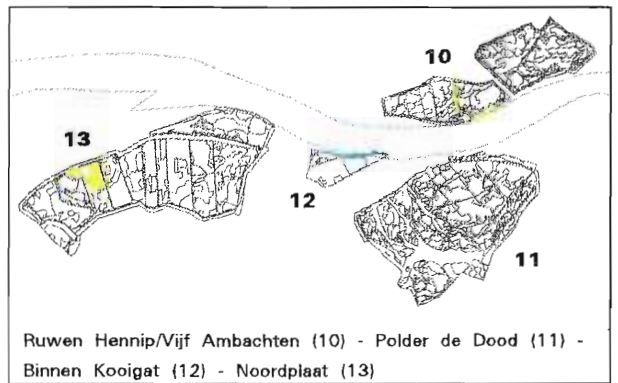 10
13
12
11
Ruwen Hennip/Vijf Ambachten (10) - Polder de Dood (11) -
Binnen Kooigat (12) - Noordplaat (13)